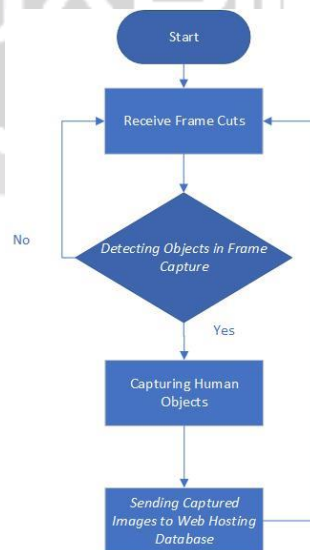 Start
Receive Frame Cuts
Detecting Objects in Frame
Capture
No
Yes
Capturing Human
Objects
Sending Captured
Images to Web Hosting
Database